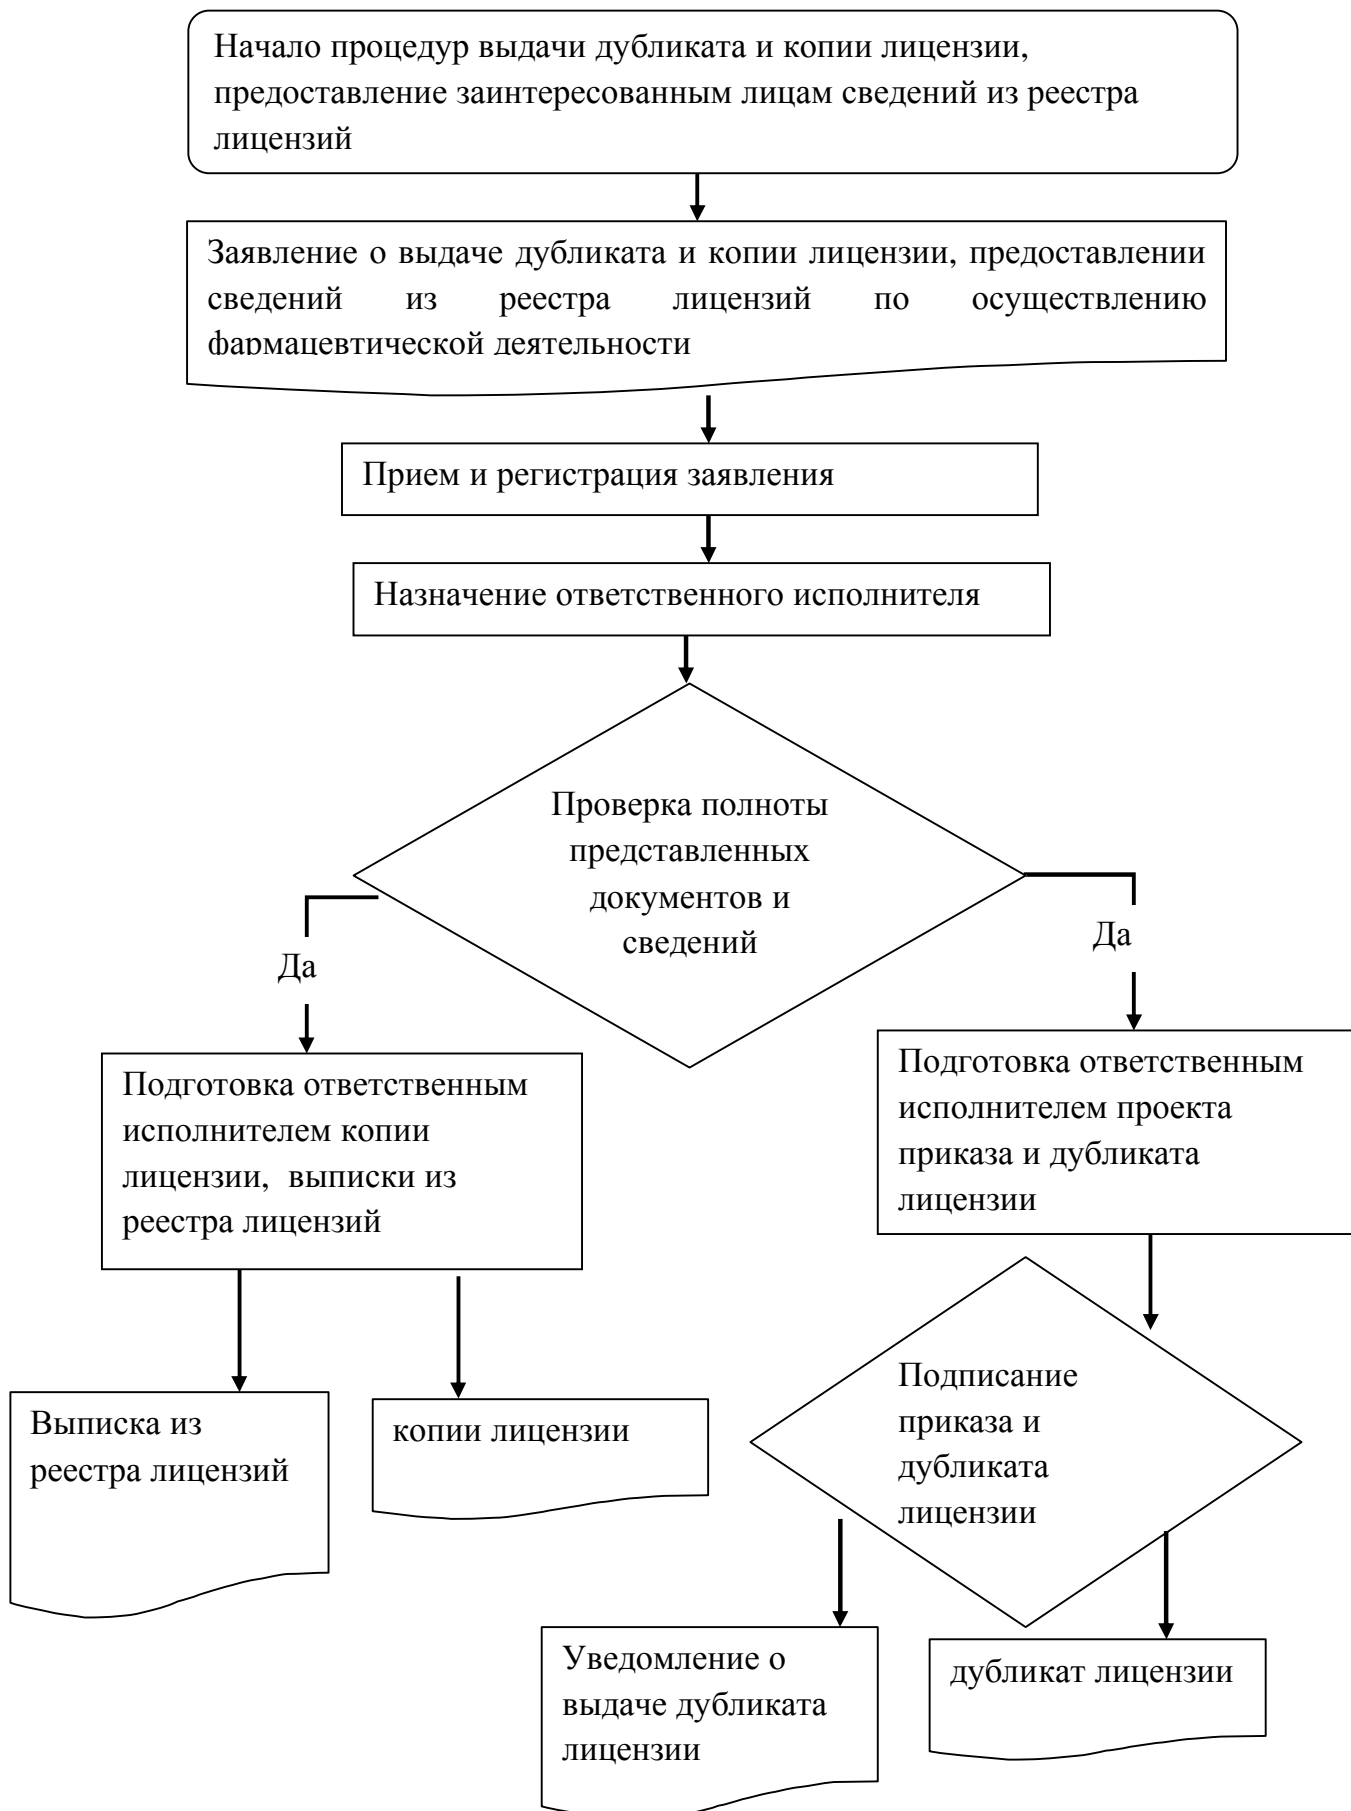 Начало процедур выдачи дубликата и копии лицензии,
предоставление заинтересованным лицам сведений из реестра
лицензий
Заявление о выдаче дубликата и копии лицензии, предоставлении
сведений из реестра лицензий по осуществлению
фармацевтической деятельности
Прием и регистрация заявления
Назначение ответственного исполнителя
Проверка полноты
представленных
документов и
сведений
Да
Да
Подготовка ответственным
исполнителем копии
лицензии, выписки из
реестра лицензий
Подготовка ответственным
исполнителем проекта
приказа и дубликата
лицензии
Выписка из
реестра лицензий
копии лицензии
Подписание
приказа и
дубликата
лицензии
Уведомление о
выдаче дубликата
лицензии
дубликат лицензии